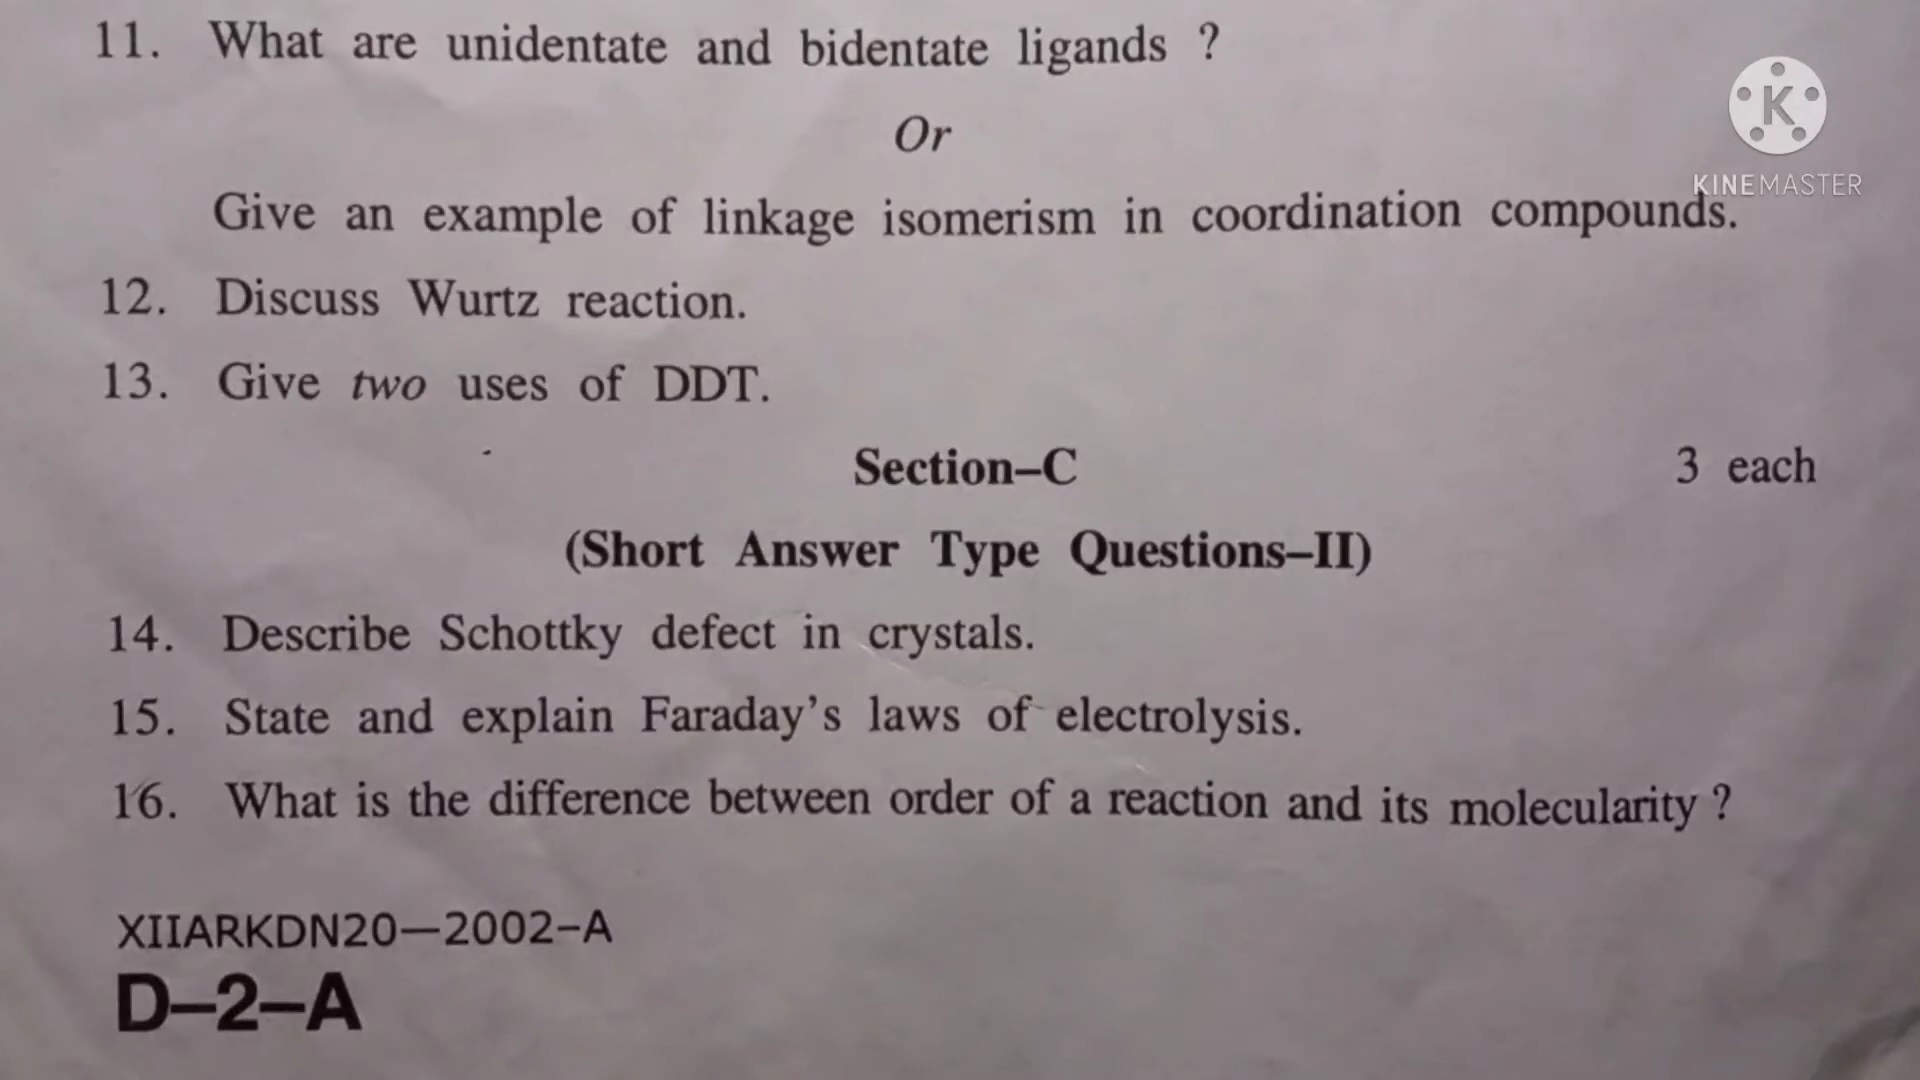 11. What are unidentate and bidentate ligands ?
Or
K
KINEMASTER
Give an example of linkage isomerism in coordination compounds.
12. Discuss Wurtz reaction.
13. Give two uses of DDT.
Section–C 3 each
(Short Answer Type Questions–II)
14. Describe Schottky defect in crystals.
15. State and explain Faraday's laws of electrolysis.
16. What is the difference between order of a reaction and its molecularity ?
XIIARKDN20—2002–A
D–2–A